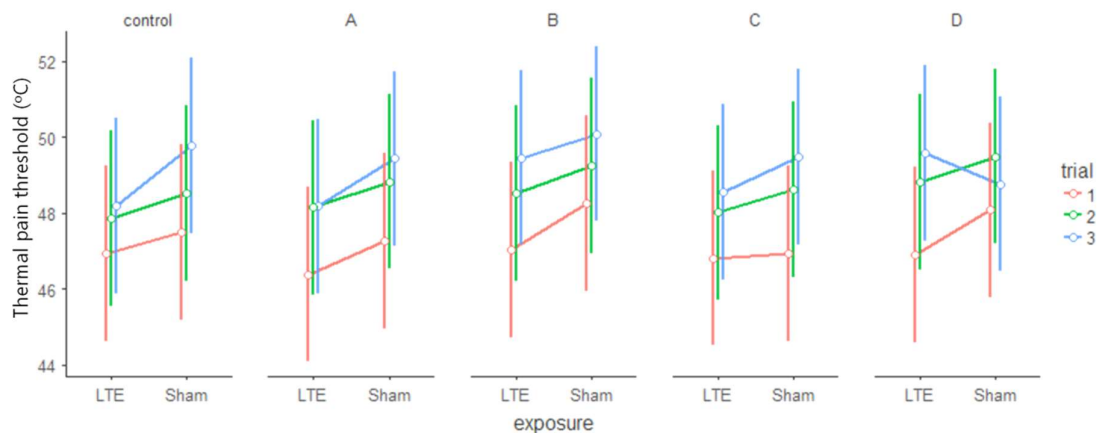 control A B C D
Thermal pain threshold (ºC)
52
50
48
46
44
LTE Sham LTE Sham LTE Sham LTE Sham LTE Sham
exposure
trial
1
2
3